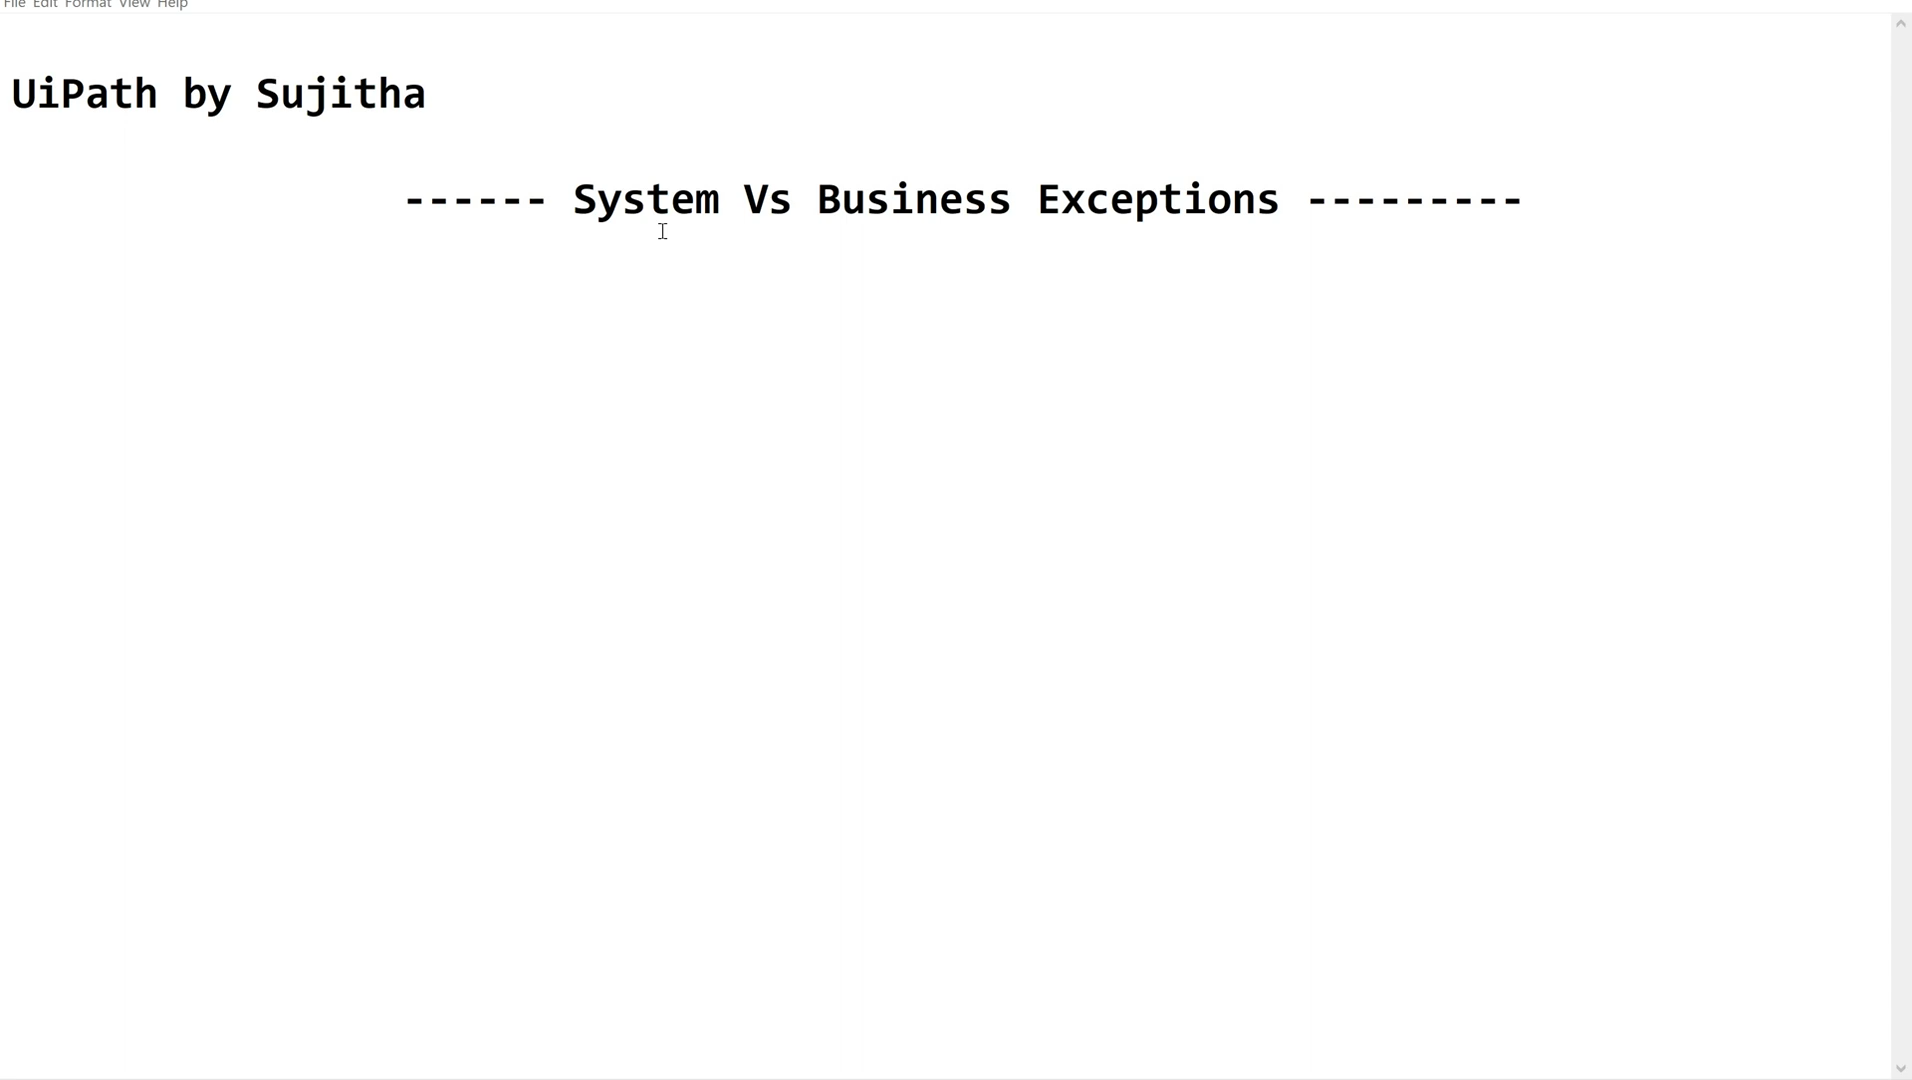 File Edit Format View Help
UiPath by Sujitha
------ System Vs Business Exceptions ---------